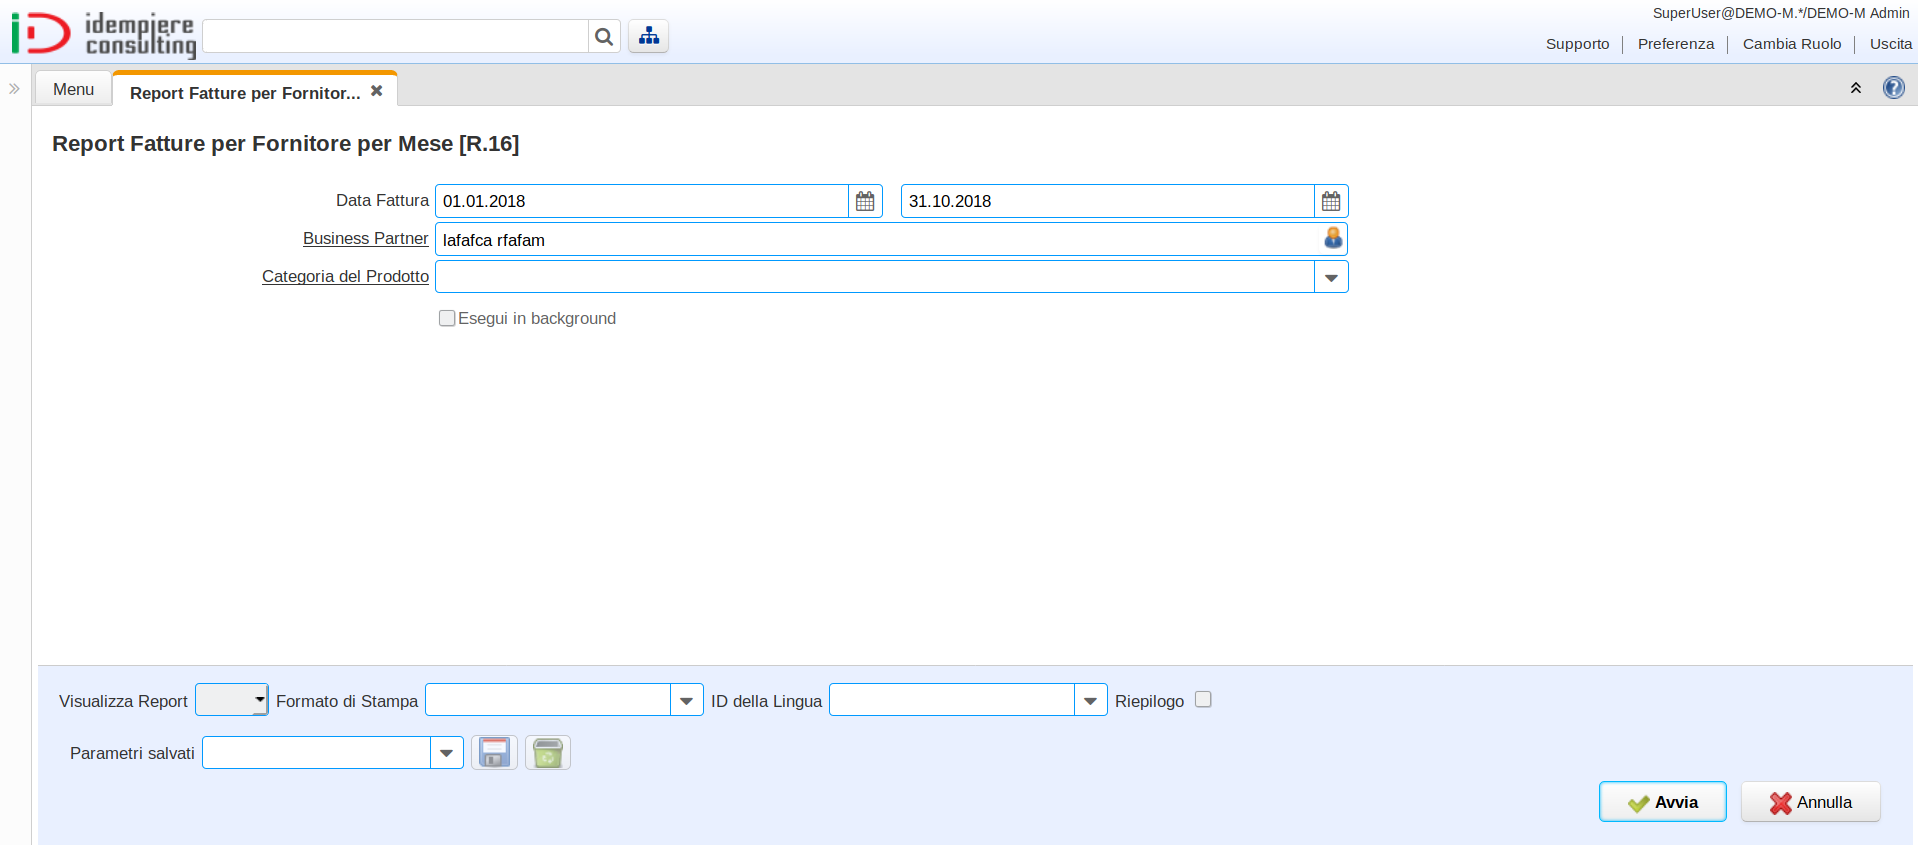 idempiere
consulting
SuperUser@DEMO-M.*/DEMO-M Admin
Supporto
Preferenza
Cambia Ruolo
Uscita
Menu
Report Fatture per Fornitor...
Report Fatture per Fornitore per Mese [R.16]
Data Fattura 01.01.2018 31.10.2018
Business Partner lafafca rfafam
Categoria del Prodotto
Esegui in background
Visualizza Report Formato di Stampa ID della Lingua Riepilogo
Parametri salvati
Avvia Annulla